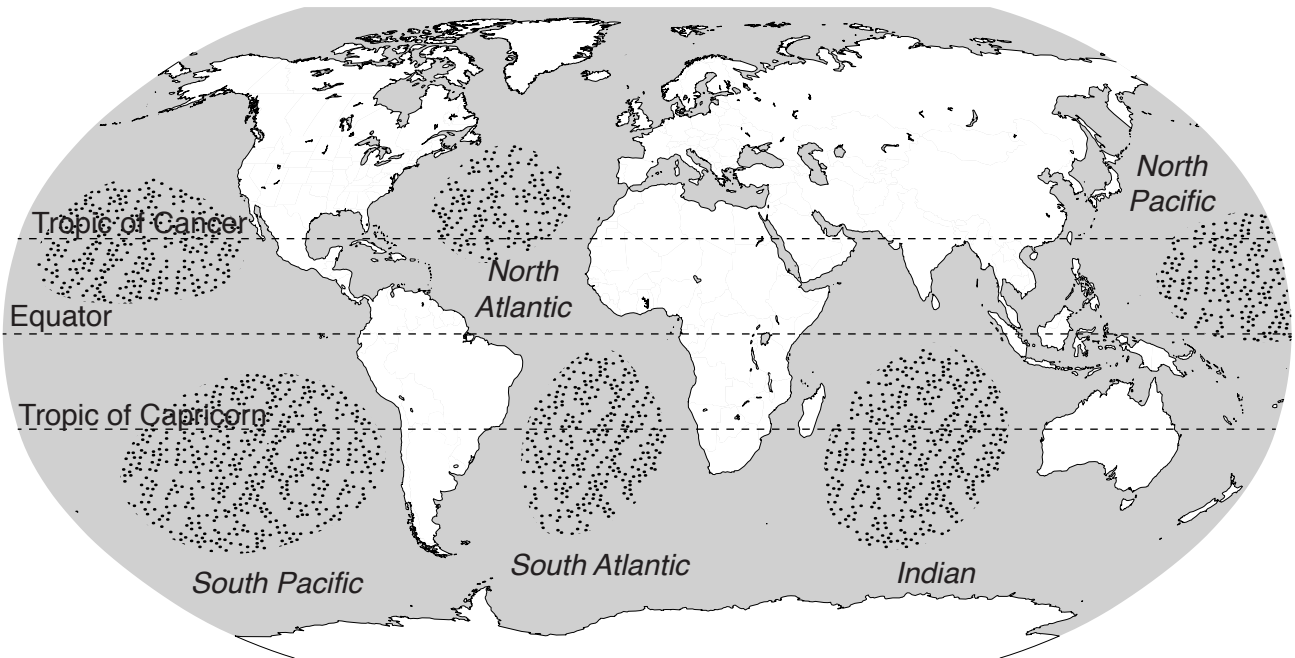 North
Pacific
Tropic of Cancer
North
Atlantic
Equator
Tropic of Capricorn
South Atlantic
Indian
South Pacific